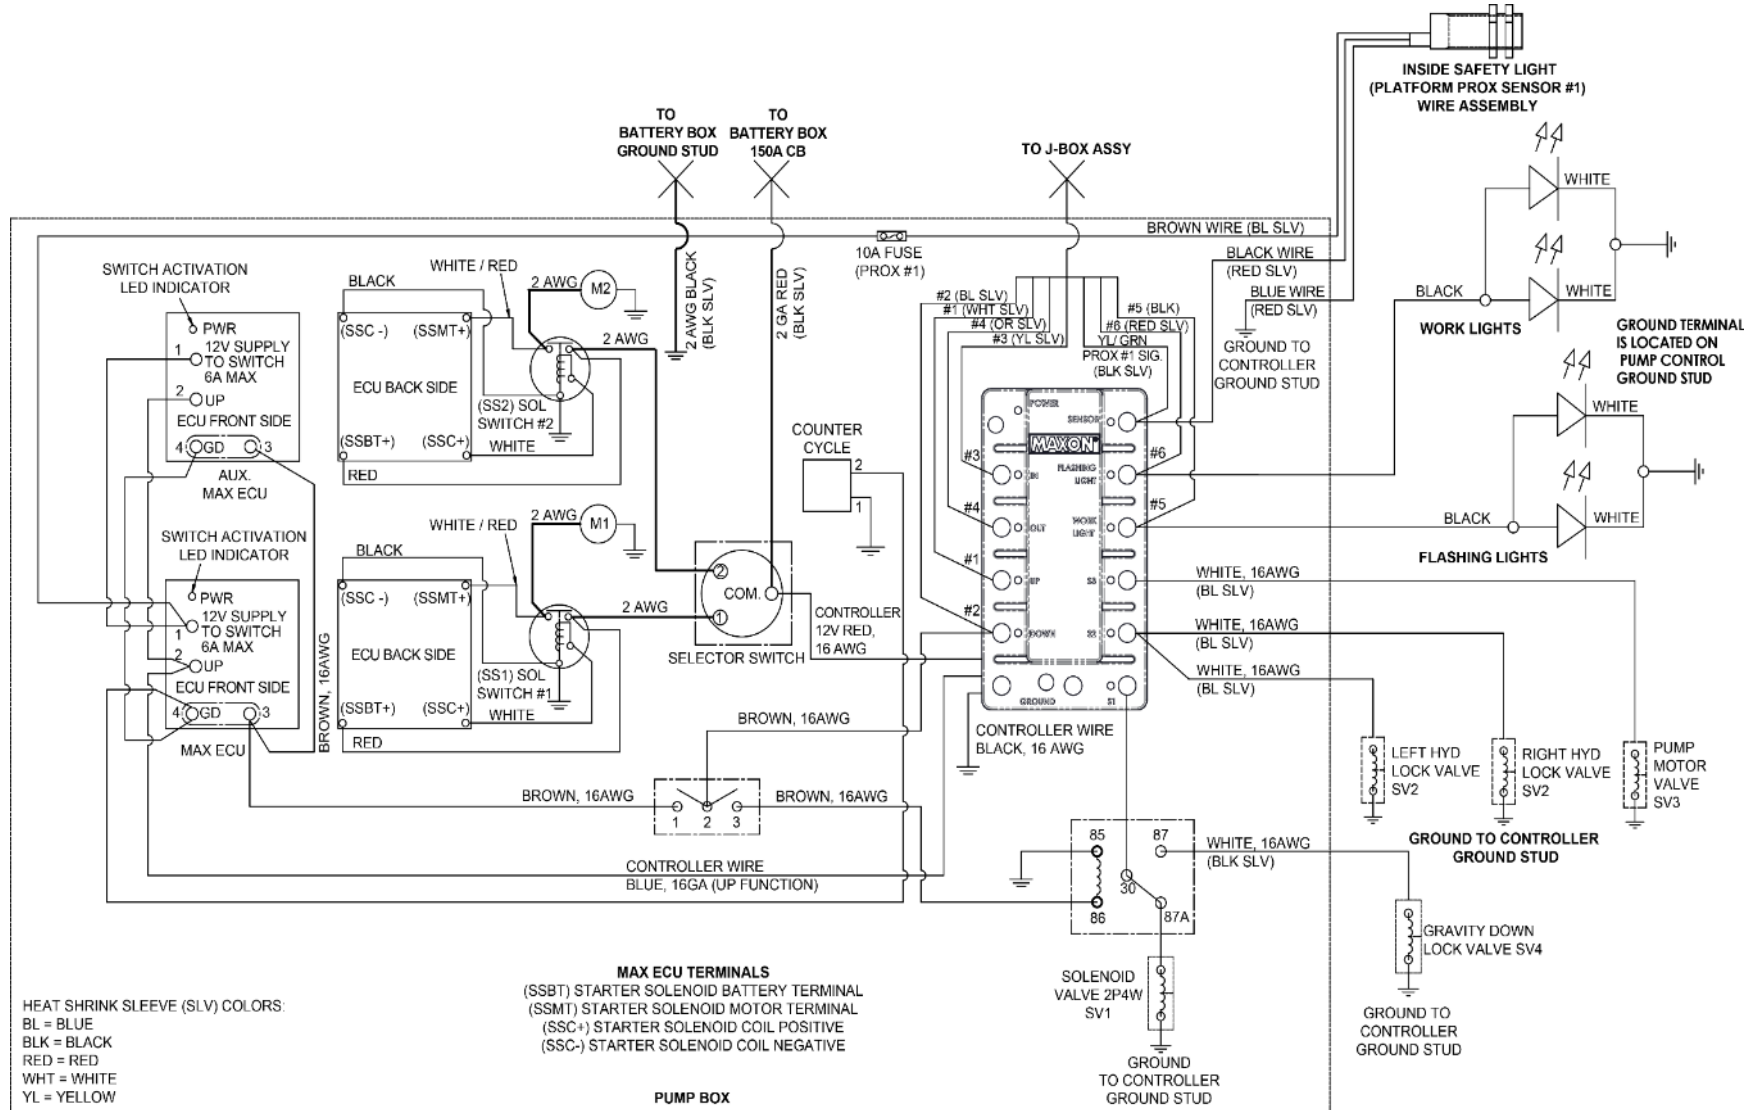 INSIDE SAFETY LIGHT
(PLATFORM PROX SENSOR #1)
WIRE ASSEMBLY
TO
BATTERY BOX
GROUND STUD
TO
BATTERY BOX
150A CB
TO J-BOX ASSY
WHITE
WHITE
BLACK
WORK LIGHTS
GROUND TERMINAL
IS LOCATED ON
PUMP CONTROL
GROUND STUD
WHITE
WHITE
BLACK
FLASHING LIGHTS
BROWN WIRE (BL SLV)
10A FUSE
(PROX #1)
BLACK WIRE
(RED SLV)
BLUE WIRE
(RED SLV)
GROUND TO
CONTROLLER
GROUND STUD
2 AWG BLACK
(BLK SLV)
2 GA RED
(BLK SLV)
#2 (BL SLV)
#1 (WHT SLV)
#4 (OR SLV)
#3 (YL SLV)
#5 (BLK)
#6 (RED SLV)
YL/ GRN
PROX #1 SIG.
(BLK SLV)
SWITCH ACTIVATION
LED INDICATOR
PWR
1
12V SUPPLY
TO SWITCH
6A MAX
2
UP
ECU FRONT SIDE
4
GD
3
AUX.
MAX ECU
BLACK
WHITE / RED
2 AWG
M2
2 AWG
(SSC -)
(SSMT+)
ECU BACK SIDE
(SSBT+)
(SSC+)
(SS2) SOL
SWITCH #2
WHITE
RED
SWITCH ACTIVATION
LED INDICATOR
PWR
1
12V SUPPLY
TO SWITCH
6A MAX
2
UP
ECU FRONT SIDE
4
GD
3
MAX ECU
BROWN, 16AWG
BLACK
WHITE / RED
2 AWG
M1
2 AWG
(SSC -)
(SSMT+)
ECU BACK SIDE
(SSBT+)
(SSC+)
(SS1) SOL
SWITCH #1
WHITE
RED
COUNTER
CYCLE
2
1
2
COM.
1
SELECTOR SWITCH
CONTROLLER
12V RED,
16 AWG
POWER
SENSOR
MAXON
#3
IN
FLASHING
LIGHT
#6
#4
OUT
WORK
LIGHT
#5
#1
UP
S3
#2
DOWN
S2
GROUND
S1
CONTROLLER WIRE
BLACK, 16 AWG
WHITE, 16AWG
(BL SLV)
WHITE, 16AWG
(BL SLV)
WHITE, 16AWG
(BL SLV)
LEFT HYD
LOCK VALVE
SV2
RIGHT HYD
LOCK VALVE
SV2
PUMP
MOTOR
VALVE
SV3
GROUND TO CONTROLLER
GROUND STUD
BROWN, 16AWG
BROWN, 16AWG
BROWN, 16AWG
1 2 3
CONTROLLER WIRE
BLUE, 16GA (UP FUNCTION)
85
87
30
86
87A
WHITE, 16AWG
(BLK SLV)
GRAVITY DOWN
LOCK VALVE SV4
GROUND TO
CONTROLLER
GROUND STUD
SOLENOID
VALVE 2P4W
SV1
GROUND
TO CONTROLLER
GROUND STUD
MAX ECU TERMINALS
(SSBT) STARTER SOLENOID BATTERY TERMINAL
(SSMT) STARTER SOLENOID MOTOR TERMINAL
(SSC+) STARTER SOLENOID COIL POSITIVE
(SSC-) STARTER SOLENOID COIL NEGATIVE
PUMP BOX
HEAT SHRINK SLEEVE (SLV) COLORS:
BL = BLUE
BLK = BLACK
RED = RED
WHT = WHITE
YL = YELLOW